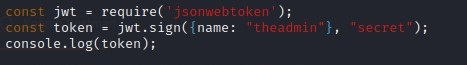 const jwt = require('jsonwebtoken');
const token = jwt.sign({name: "theadmin"}, "secret");
console.log(token);